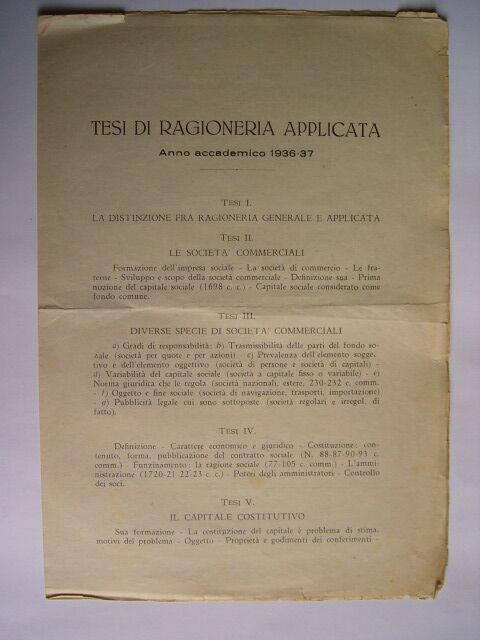 TESI DI RAGIONERIA APPLICATA
Anno accademico 1936-37
TESI I.
LA DISTINZIONE FRA RAGIONERIA GENERALE E APPLICATA
TESI II.
LE SOCIETA' COMMERCIALI
Formazione dell'impresa sociale - La società di commercio - Le fra-
terne - Sviluppo e scopo della società commerciale - Definizione sua - Prima
nozione del capitale sociale (1698 c. c.) - Capitale sociale considerato come
fondo comune.
TESI III.
DIVERSE SPECIE DI SOCIETA' COMMERCIALI
a) Gradi di responsabilità: b) Trasmissibilità delle parti del fondo so-
ciale (società per quote e per azioni) - c) Prevalenza dell'elemento sogget-
tivo e dell'elemento oggettivo (società di persone e società di capitali) -
d) Variabilità del capitale sociale (società a capitale fisso o variabile) - e)
Norma giuridica che le regola (società nazionali, estere, 230-232 c. comm.
- f) Oggetto e fine sociale (società di navigazione, trasporti, importazione)
- g) Pubblicità legale cui sono sottoposte (società regolari e irregol. di
fatto).
TESI IV.
Definizione - Carattere economico e giuridico - Costituzione: con-
tenuto, forma, pubblicazione del contratto sociale (N. 88-87-90-93 c.
comm.) - Funzinamento: la ragione sociale (77-105 c. comm.) - L'ammi-
nistrazione (1720-21-22-23 c. c.) - Poteri degli amministratori - Controllo
dei soci.
TESI V.
IL CAPITALE COSTITUTIVO
Sua formazione - La costituzione del capitale è problema di stima,
motivi del problema - Oggetto - Proprietà e godimenti dei conferimenti -